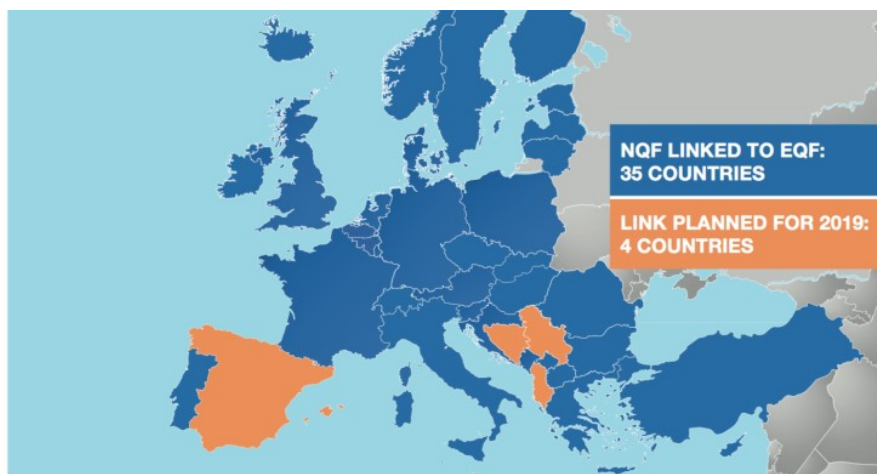 NQF LINKED TO EQF:
35 COUNTRIES
LINK PLANNED FOR 2019:
4 COUNTRIES